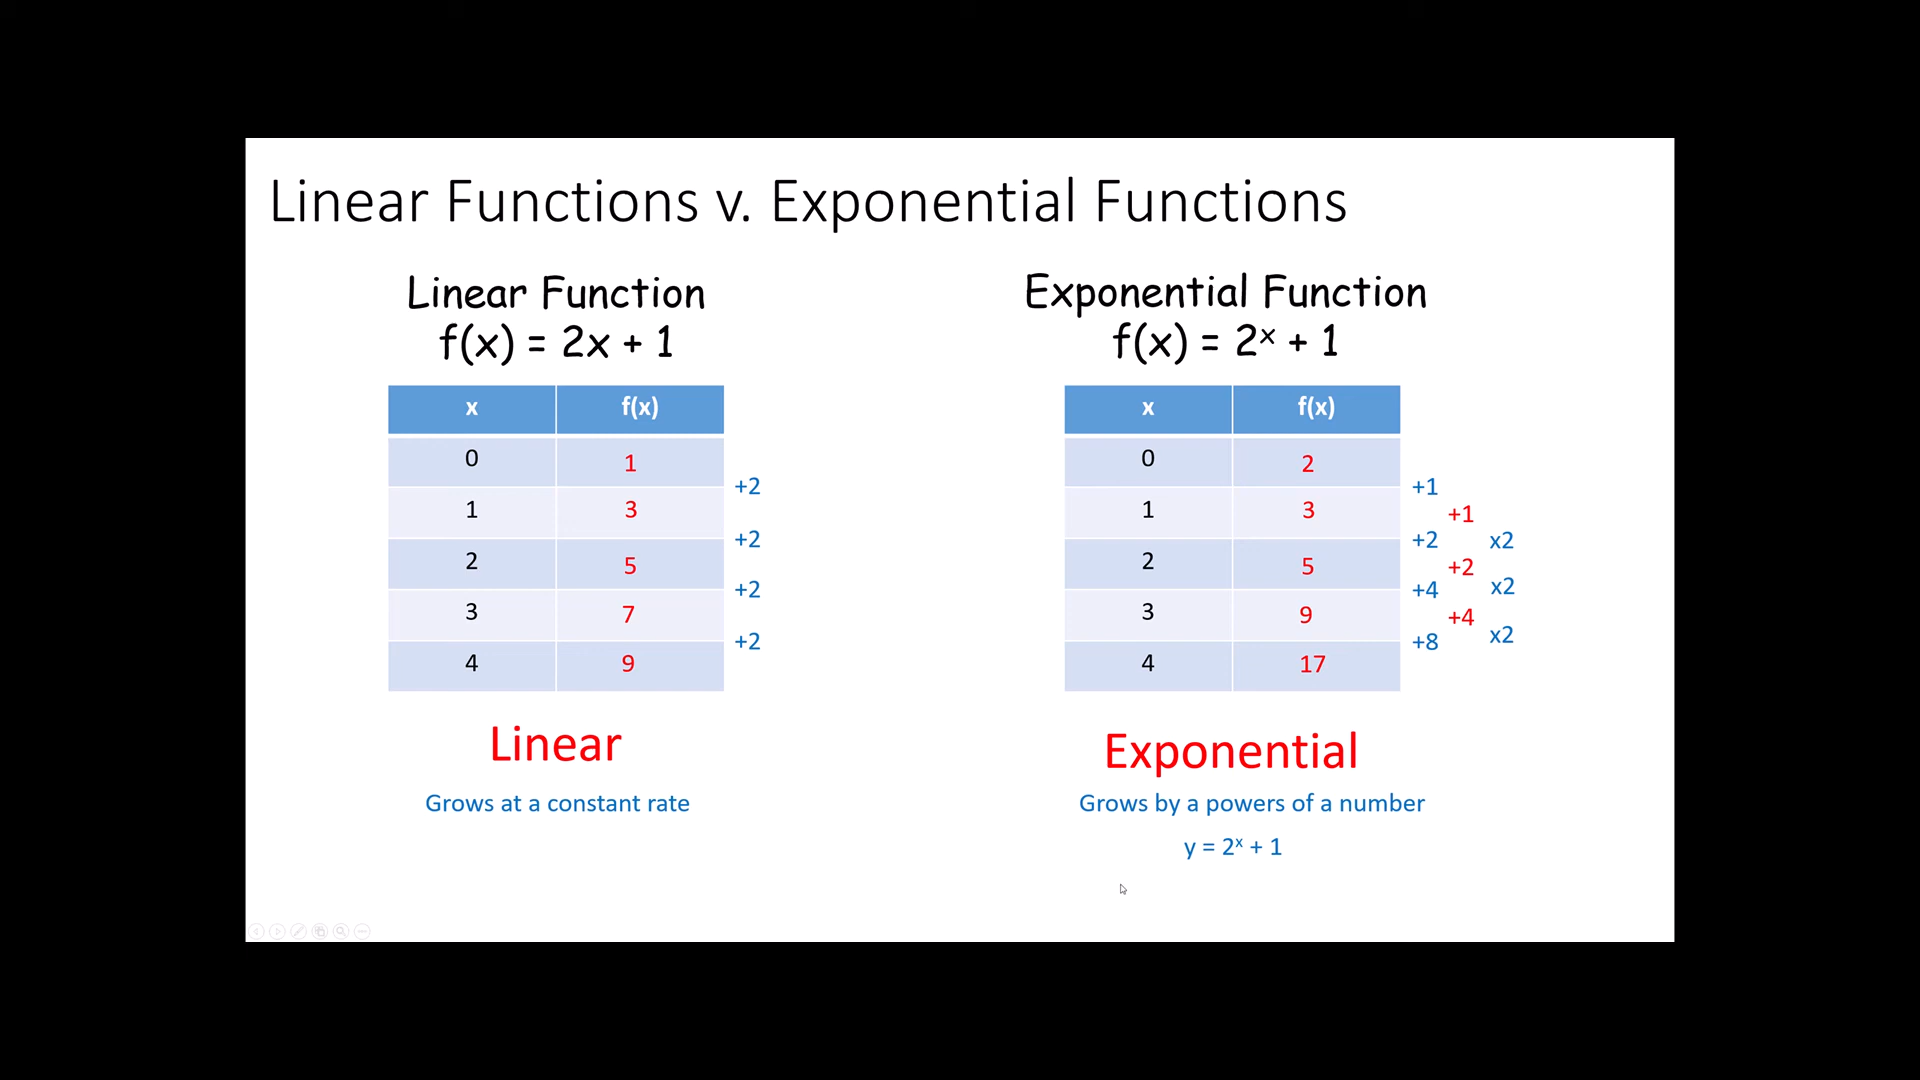 Linear Functions v. Exponential Functions
Linear Function
f(x) = 2x + 1
x f(x)
0 1
+2
1 3
+2
2 5
+2
3 7
+2
4 9
Linear
Grows at a constant rate
Exponential Function
f(x) = 2ˣ + 1
x f(x)
0 2
+1
1 3 +1
+2 x2
2 5 +2
+4 x2
3 9 +4
+8 x2
4 17
Exponential
Grows by a powers of a number
y = 2ˣ + 1